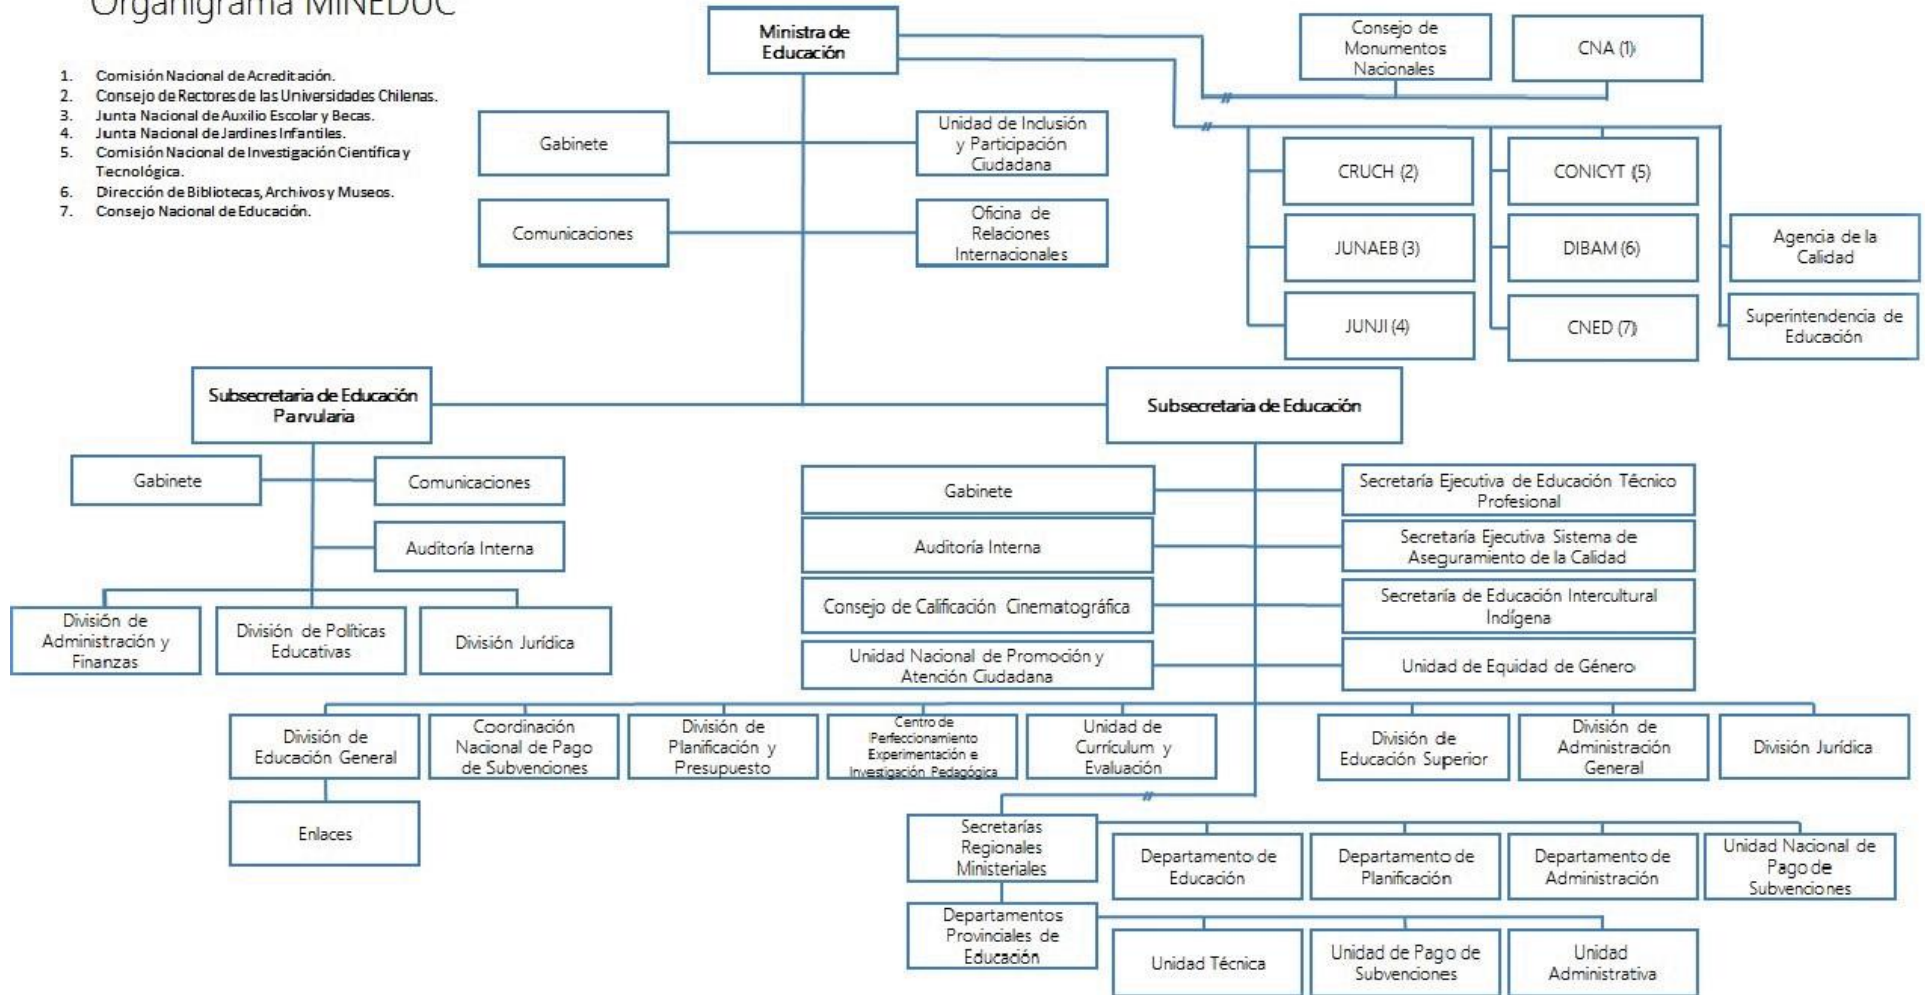 Organigrama MINEDUC
1. Comisión Nacional de Acreditación.
2. Consejo de Rectores de las Universidades Chilenas.
3. Junta Nacional de Auxilio Escolar y Becas.
4. Junta Nacional de Jardines Infantiles.
5. Comisión Nacional de Investigación Científica y
Tecnológica.
6. Dirección de Bibliotecas, Archivos y Museos.
7. Consejo Nacional de Educación.
Ministra de
Educación
Consejo de
Monumentos
Nacionales
CNA (1)
Gabinete
Unidad de Inclusión
y Participación
Ciudadana
Comunicaciones
Oficina de
Relaciones
Internacionales
CRUCH (2)
CONICYT (5)
JUNAEB (3)
DIBAM (6)
Agencia de la
Calidad
JUNJI (4)
CNED (7)
Superintendencia de
Educación
Subsecretaria de Educación
Parvularia
Subsecretaria de Educación
Gabinete
Comunicaciones
Auditoría Interna
División de
Administración y
Finanzas
División de Políticas
Educativas
División Jurídica
Gabinete
Secretaría Ejecutiva de Educación Técnico
Profesional
Auditoría Interna
Secretaría Ejecutiva Sistema de
Aseguramiento de la Calidad
Consejo de Calificación Cinematográfica
Secretaría de Educación Intercultural
Indígena
Unidad Nacional de Promoción y
Atención Ciudadana
Unidad de Equidad de Género
División de
Educación General
Coordinación
Nacional de Pago
de Subvenciones
División de
Planificación y
Presupuesto
Centro de
Perfeccionamiento
Experimentación e
Investigación Pedagógica
Unidad de
Currículum y
Evaluación
División de
Educación Superior
División de
Administración
General
División Jurídica
Enlaces
Secretarías
Regionales
Ministeriales
Departamento de
Educación
Departamento de
Planificación
Departamento de
Administración
Unidad Nacional de
Pago de
Subvenciones
Departamentos
Provinciales de
Educación
Unidad Técnica
Unidad de Pago de
Subvenciones
Unidad
Administrativa